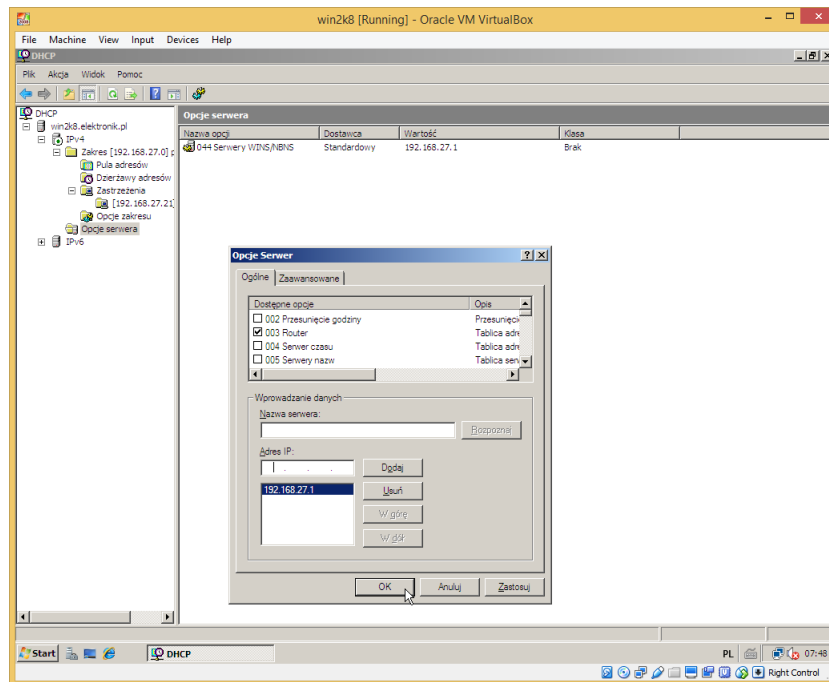 win2k8 [Running] - Oracle VM VirtualBox
File Machine View Input Devices Help
DHCP
Plik Akcja Widok Pomoc
DHCP
win2k8.elektronik.pl
IPv4
Zakres [192.168.27.0] p
Pula adresów
Dzierżawy adresów
Zastrzeżenia
[192.168.27.21]
Opcje zakresu
Opcje serwera
IPv6
Opcje serwera
Nazwa opcji Dostawca Wartość Klasa
044 Serwery WINS/NBNS Standardowy 192.168.27.1 Brak
Opcje Serwer
Ogólne Zaawansowane
Dostępne opcje Opis
002 Przesunięcie godziny Przesunięcie
003 Router Tablica adre
004 Serwer czasu Tablica adre
005 Serwery nazw Tablica serw
Wprowadzanie danych
Nazwa serwera:
Rozpoznaj
Adres IP:
Dodaj
192.168.27.1 Usuń
W górę
W dół
OK Anuluj Zastosuj
Start DHCP PL 07:48
Right Control